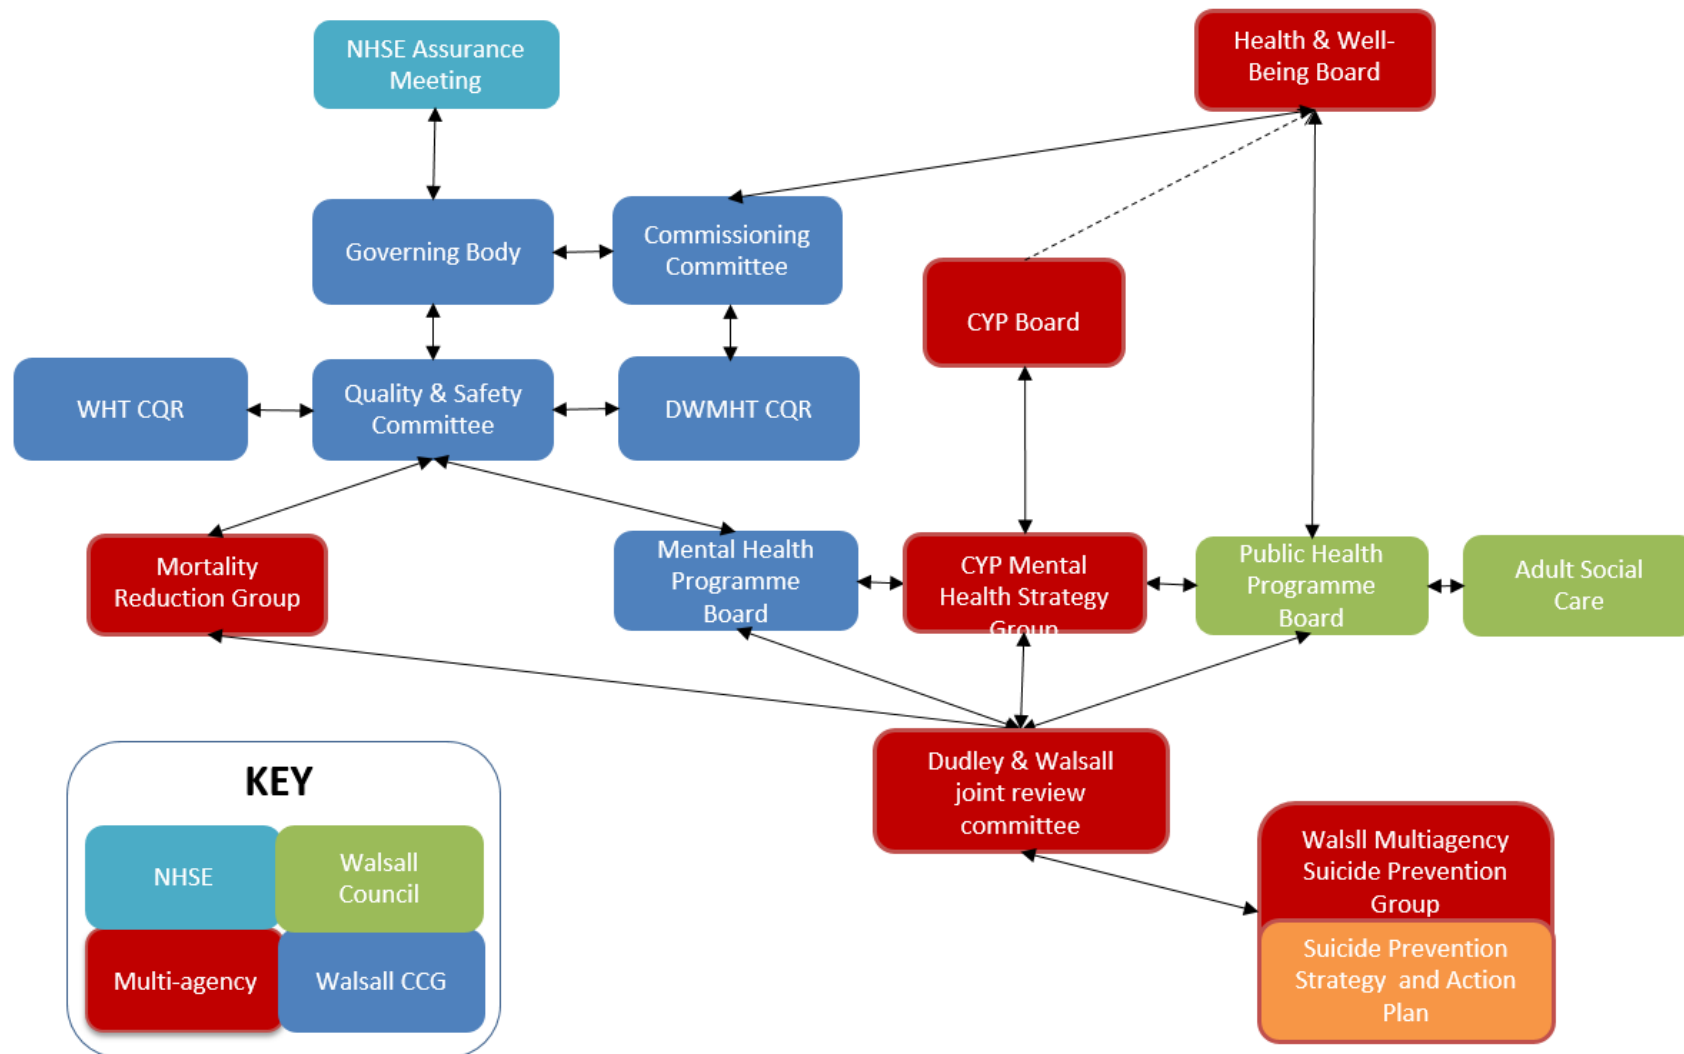 NHSE Assurance
Meeting
Health & Well-
Being Board
Governing Body
Commissioning
Committee
CYP Board
WHT CQR
Quality & Safety
Committee
DWMHT CQR
Mortality
Reduction Group
Mental Health
Programme
Board
CYP Mental
Health Strategy
Group
Public Health
Programme
Board
Adult Social
Care
Dudley & Walsall
joint review
committee
Walsll Multiagency
Suicide Prevention
Group
Suicide Prevention
Strategy and Action
Plan
KEY
NHSE
Walsall
Council
Multi-agency
Walsall CCG